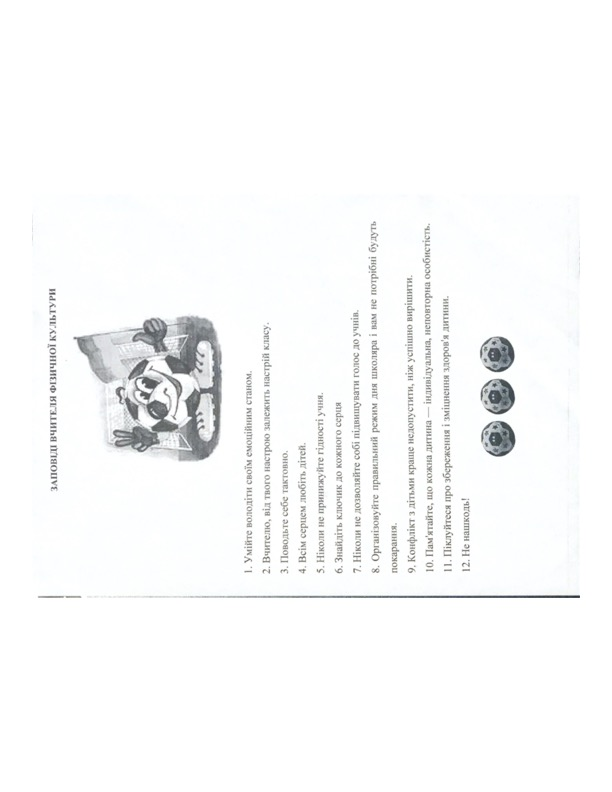 ЗАПОВІДІ ВЧИТЕЛЯ ФІЗИЧНОЇ КУЛЬТУРИ
1. Умійте володіти своїм емоційним станом.
2. Вчителю, від твого настрою залежить настрій класу.
3. Поводьте себе тактовно.
4. Всім серцем любіть дітей.
5. Ніколи не принижуйте гідності учня.
6. Знайдіть ключик до кожного серця
7. Ніколи не дозволяйте собі підвищувати голос до учнів.
8. Організовуйте правильний режим дня школяра і вам не потрібні будуть
покарання.
9. Конфлікт з дітьми краще недопустити, ніж успішно вирішити.
10. Пам'ятайте, що кожна дитина — індивідуальна, неповторна особистість.
11. Піклуйтеся про збереження і зміцнення здоров'я дитини.
12. Не нашкодь!